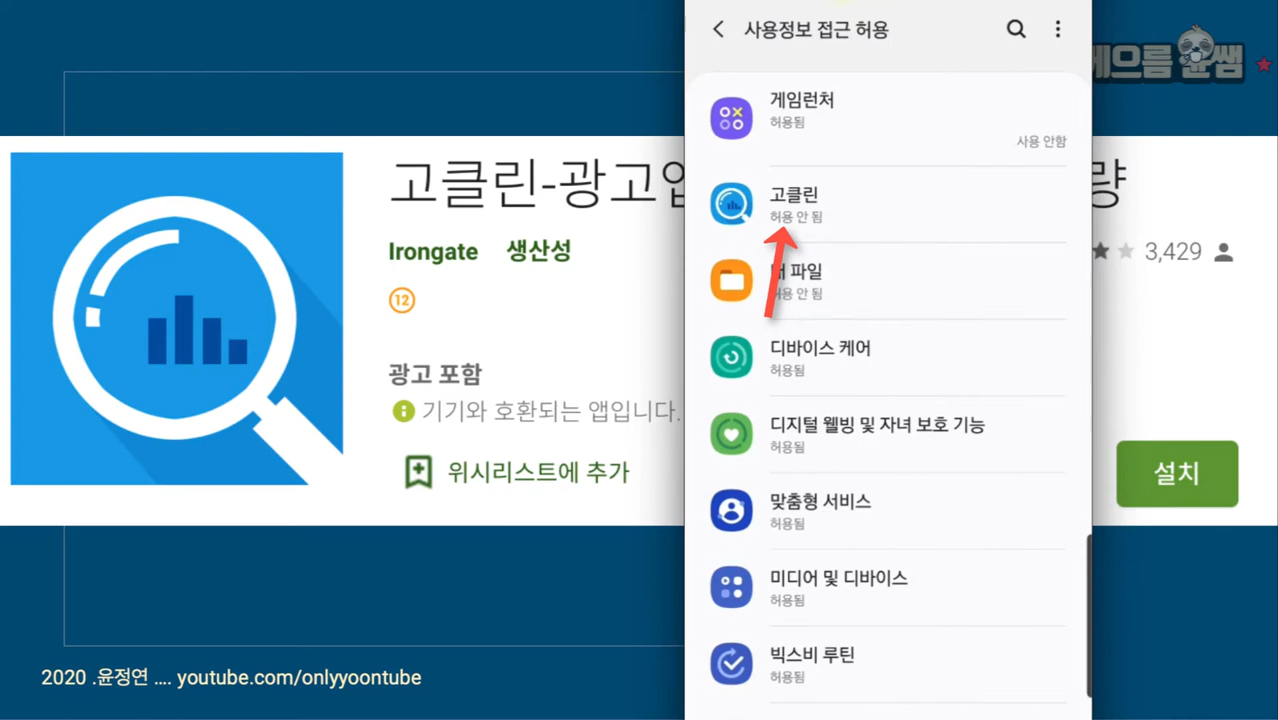 사용정보 접근 허용
게으름 윤쌤
게임런처
허용됨
사용 안함
고클린
허용 안 됨
내 파일
허용 안 됨
디바이스 케어
허용됨
디지털 웰빙 및 자녀 보호 기능
허용됨
맞춤형 서비스
허용됨
미디어 및 디바이스
허용됨
빅스비 루틴
허용됨
고클린-광고
Irongate 생산성
12
3,429
광고 포함
기기와 호환되는 앱입니다.
위시리스트에 추가
설치
2020 .윤정연 .... youtube.com/onlyyoontube